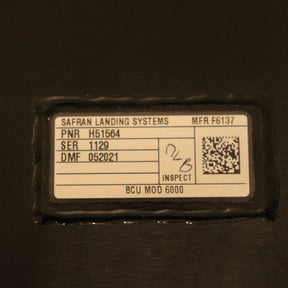 SAFRAN LANDING SYSTEMS MFR F6137
PNR H51564
SER 1129
DMF 052021
INSPECT
BCU MOD 6000